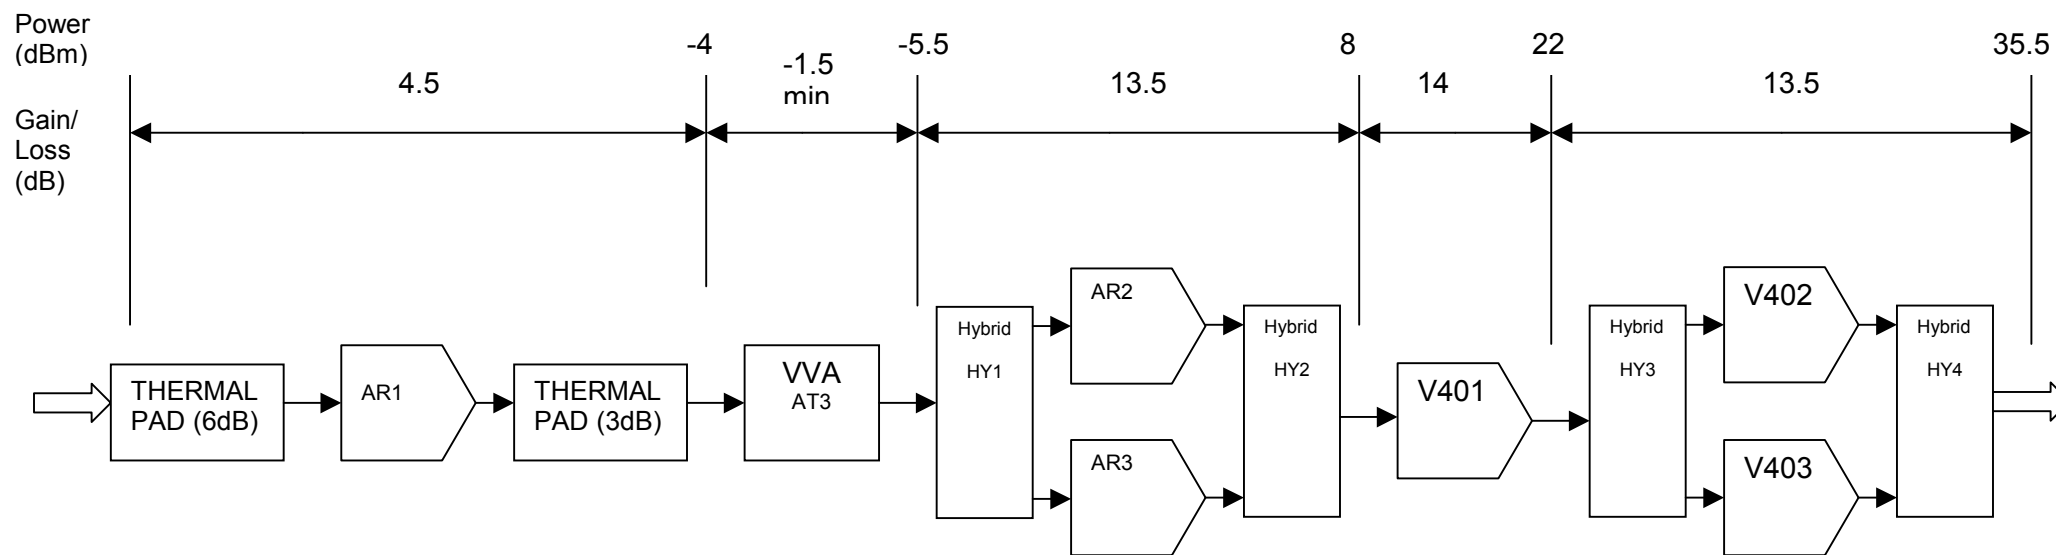 Power
(dBm)
-4
-5.5
8
22
35.5
4.5
-1.5
min
13.5
14
13.5
Gain/
Loss
(dB)
THERMAL
PAD (6dB)
AR1
THERMAL
PAD (3dB)
VVA
AT3
Hybrid
HY1
AR2
AR3
Hybrid
HY2
V401
Hybrid
HY3
V402
V403
Hybrid
HY4